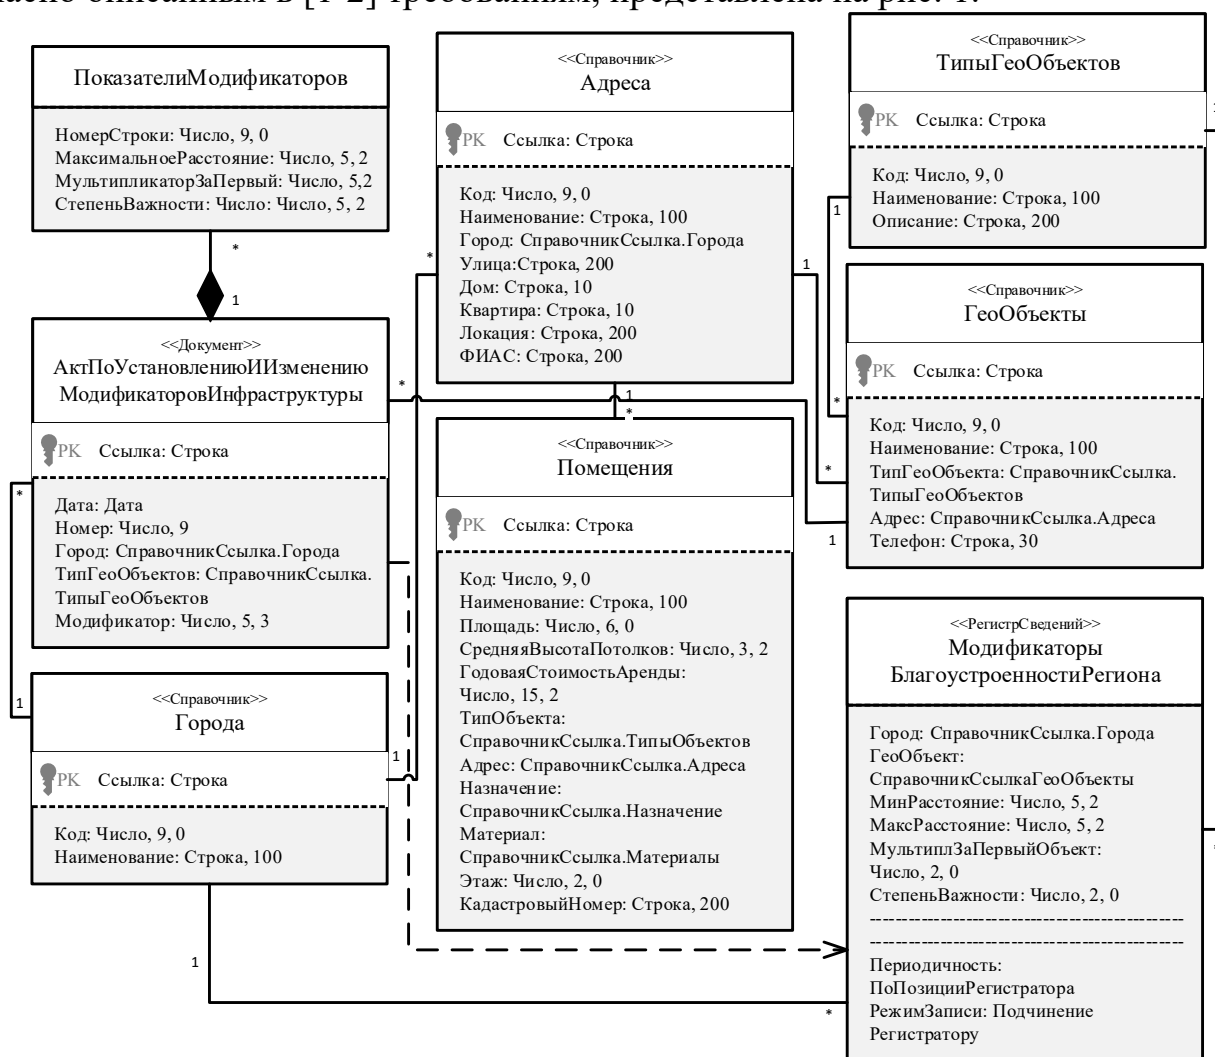 асно описанным в [1-2] требованиям, представлена на рис. 1.
ПоказателиМодификаторов
НомерСтроки: Число, 9, 0
МаксимальноеРасстояние: Число, 5, 2
МультипликаторЗаПервый: Число, 5,2
СтепеньВажности: Число: Число, 5, 2
*
1
<<Документ>>
АктПоУстановлениюИИзменению
МодификаторовИнфраструктуры
PK Ссылка: Строка
Дата: Дата
Номер: Число, 9
Город: СправочникСсылка.Города
ТипГеоОбъектов: СправочникСсылка.
ТипыГеоОбъектов
Модификатор: Число, 5, 3
*
*
1
<<Справочник>>
Города
PK Ссылка: Строка
Код: Число, 9, 0
Наименование: Строка, 100
1
1
<<Справочник>>
Адреса
PK Ссылка: Строка
Код: Число, 9, 0
Наименование: Строка, 100
Город: СправочникСсылка.Города
Улица:Строка, 200
Дом: Строка, 10
Квартира: Строка, 10
Локация: Строка, 200
ФИАС: Строка, 200
*
1
1
*
<<Справочник>>
Помещения
PK Ссылка: Строка
Код: Число, 9, 0
Наименование: Строка, 100
Площадь: Число, 6, 0
СредняяВысотаПотолков: Число, 3, 2
ГодоваяСтоимостьАренды:
Число, 15, 2
ТипОбъекта:
СправочникСсылка.ТипыОбъектов
Адрес: СправочникСсылка.Адреса
Назначение:
СправочникСсылка.Назначение
Материал:
СправочникСсылка.Материалы
Этаж: Число, 2, 0
КадастровыйНомер: Строка, 200
<<Справочник>>
ТипыГеоОбъектов
PK Ссылка: Строка
Код: Число, 9, 0
Наименование: Строка, 100
Описание: Строка, 200
1
<<Справочник>>
ГеоОбъекты
PK Ссылка: Строка
Код: Число, 9, 0
Наименование: Строка, 100
ТипГеоОбъекта: СправочникСсылка.
ТипыГеоОбъектов
Адрес: СправочникСсылка.Адреса
Телефон: Строка, 30
*
*
1
<<РегистрСведений>>
Модификаторы
БлагоустроенностиРегиона
Город: СправочникСсылка.Города
ГеоОбъект:
СправочникСсылкаГеоОбъекты
МинРасстояние: Число, 5, 2
МаксРасстояние: Число, 5, 2
МультиплЗаПервыйОбъект:
Число, 2, 0
СтепеньВажности: Число, 2, 0
Периодичность:
ПоПозицииРегистратора
РежимЗаписи: Подчинение
Регистратору
*